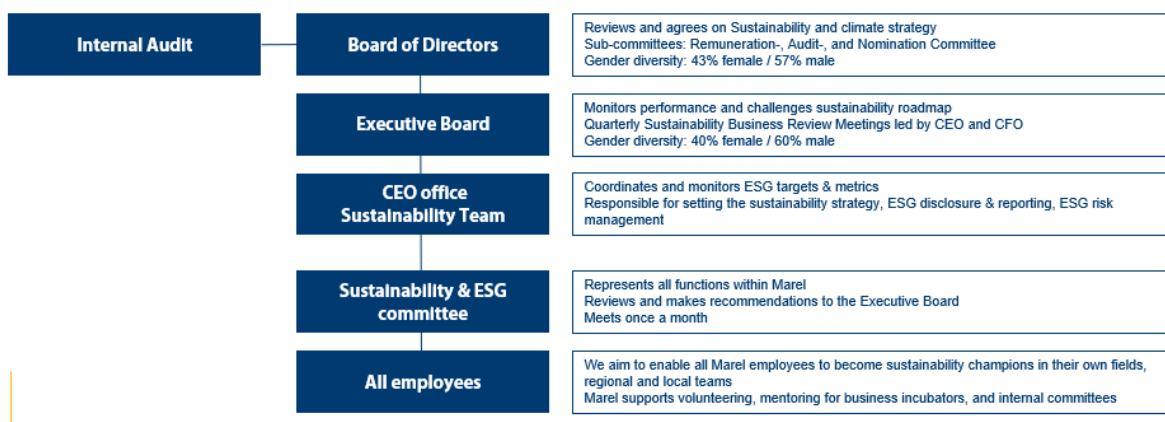 Internal Audit
Board of Directors
Reviews and agrees on Sustainability and climate strategy
Sub-committees: Remuneration-, Audit-, and Nomination Committee
Gender diversity: 43% female / 57% male
Executive Board
Monitors performance and challenges sustainability roadmap
Quarterly Sustainability Business Review Meetings led by CEO and CFO
Gender diversity: 40% female / 60% male
CEO office
Sustainability Team
Coordinates and monitors ESG targets & metrics
Responsible for setting the sustainability strategy, ESG disclosure & reporting, ESG risk
management
Sustainability & ESG
committee
Represents all functions within Marel
Reviews and makes recommendations to the Executive Board
Meets once a month
All employees
We aim to enable all Marel employees to become sustainability champions in their own fields,
regional and local teams
Marel supports volunteering, mentoring for business incubators, and internal committees